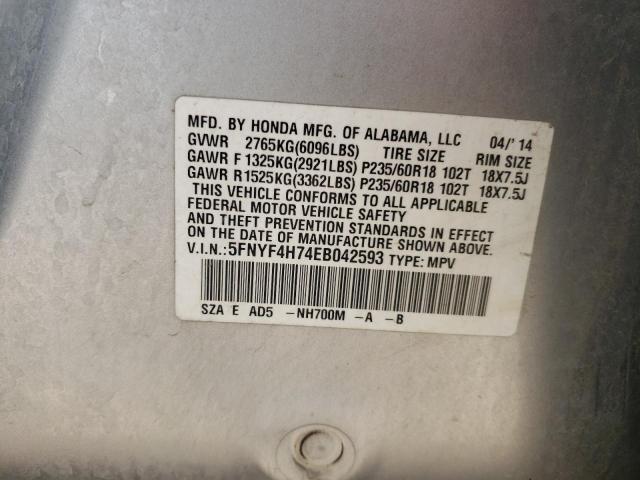 MFD. BY HONDA MFG. OF ALABAMA, LLC 04/'14
GVWR 2765KG(6096LBS) TIRE SIZE RIM SIZE
GAWR F 1325KG(2921LBS) P235/60R18 102T 18X7.5J
GAWR R1525KG(3362LBS) P235/60R18 102T 18X7.5J
THIS VEHICLE CONFORMS TO ALL APPLICABLE
FEDERAL MOTOR VEHICLE SAFETY
AND THEFT PREVENTION STANDARDS IN EFFECT
ON THE DATE OF MANUFACTURE SHOWN ABOVE.
V.I.N.:5FNYF4H74EB042593 TYPE: MPV
SZA E AD5 -NH700M -A -B